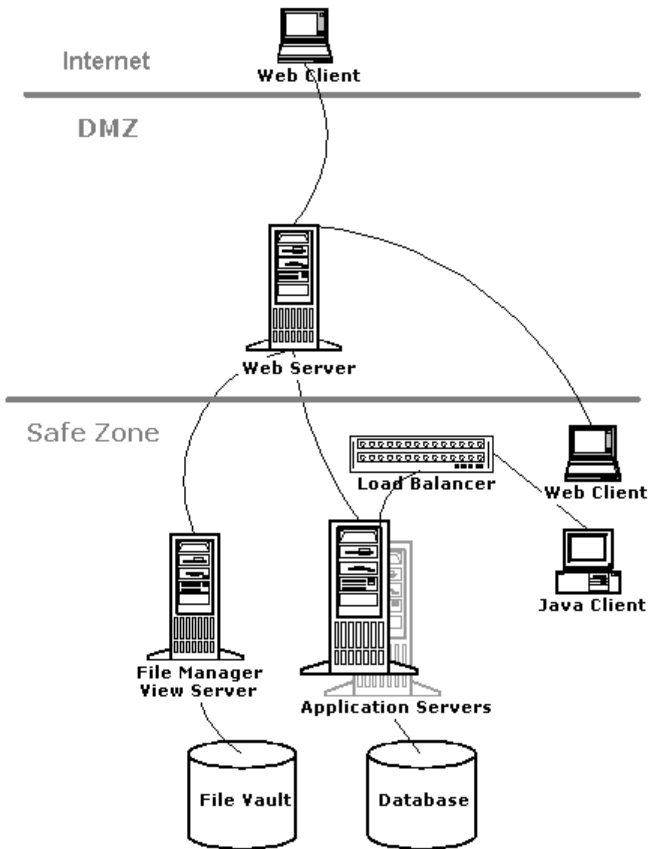 Internet
Web Client
DMZ
Web Server
Safe Zone
Load Balancer
Web Client
Java Client
File Manager
View Server
Application Servers
File Vault
Database